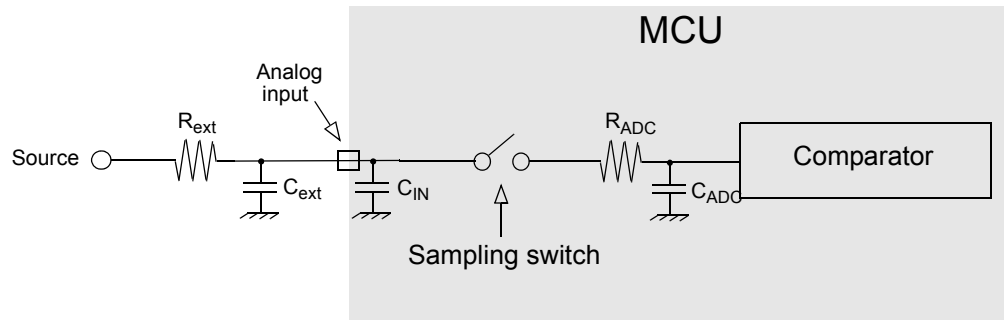 MCU
Analog
input
Rext
RADC
Source
Comparator
Cext
CIN
CADC
Sampling switch